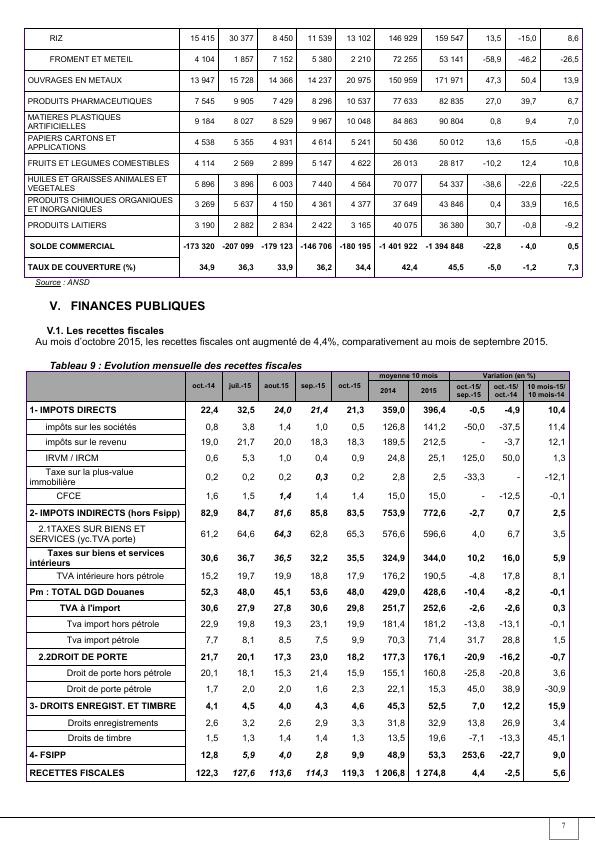 RIZ 15 415 30 377 8 450 11 539 13 102 146 929 159 547 13,5 -15,0 8,6
FROMENT ET METEIL 4 104 1 857 7 152 5 380 2 210 72 255 53 141 -58,9 -46,2 -26,5
OUVRAGES EN METAUX 13 947 15 728 14 366 14 237 20 975 150 959 171 971 47,3 50,4 13,9
PRODUITS PHARMACEUTIQUES 7 545 9 905 7 429 8 296 10 537 77 633 82 835 27,0 39,7 6,7
MATIERES PLASTIQUES
ARTIFICIELLES 9 184 8 027 8 529 9 967 10 048 84 863 90 804 0,8 9,4 7,0
PAPIERS CARTONS ET
APPLICATIONS 4 538 5 355 4 931 4 614 5 241 50 436 50 012 13,6 15,5 -0,8
FRUITS ET LEGUMES COMESTIBLES 4 114 2 569 2 899 5 147 4 622 26 013 28 817 -10,2 12,4 10,8
HUILES ET GRAISSES ANIMALES ET
VEGETALES 5 896 3 896 6 003 7 440 4 564 70 077 54 337 -38,6 -22,6 -22,5
PRODUITS CHIMIQUES ORGANIQUES
ET INORGANIQUES 3 269 5 637 4 150 4 361 4 377 37 649 43 846 0,4 33,9 16,5
PRODUITS LAITIERS 3 190 2 882 2 834 2 422 3 165 40 075 36 380 30,7 -0,8 -9,2
SOLDE COMMERCIAL -173 320 -207 099 -179 123 -146 706 -180 195 -1 401 922 -1 394 848 -22,8 - 4,0 0,5
TAUX DE COUVERTURE (%) 34,9 36,3 33,9 36,2 34,4 42,4 45,5 -5,0 -1,2 7,3
Source : ANSD
V. FINANCES PUBLIQUES
V.1. Les recettes fiscales
Au mois d'octobre 2015, les recettes fiscales ont augmenté de 4,4%, comparativement au mois de septembre 2015.
Tableau 9 : Evolution mensuelle des recettes fiscales
oct.-14 juil.-15 aout.15 sep.-15 oct.-15 moyenne 10 mois Variation (en %)
2014 2015 oct.-15/ sep.-15 oct.-15/ oct.-14 10 mois-15/ 10 mois-14
1- IMPOTS DIRECTS 22,4 32,5 24,0 21,4 21,3 359,0 396,4 -0,5 -4,9 10,4
impôts sur les sociétés 0,8 3,8 1,4 1,0 0,5 126,8 141,2 -50,0 -37,5 11,4
impôts sur le revenu 19,0 21,7 20,0 18,3 18,3 189,5 212,5 - -3,7 12,1
IRVM / IRCM 0,6 5,3 1,0 0,4 0,9 24,8 25,1 125,0 50,0 1,3
Taxe sur la plus-value
immobilière 0,2 0,2 0,2 0,3 0,2 2,8 2,5 -33,3 - -12,1
CFCE 1,6 1,5 1,4 1,4 1,4 15,0 15,0 - -12,5 -0,1
2- IMPOTS INDIRECTS (hors Fsipp) 82,9 84,7 81,6 85,8 83,5 753,9 772,6 -2,7 0,7 2,5
2.1TAXES SUR BIENS ET
SERVICES (yc.TVA porte) 61,2 64,6 64,3 62,8 65,3 576,6 596,6 4,0 6,7 3,5
Taxes sur biens et services
intérieurs 30,6 36,7 36,5 32,2 35,5 324,9 344,0 10,2 16,0 5,9
TVA intérieure hors pétrole 15,2 19,7 19,9 18,8 17,9 176,2 190,5 -4,8 17,8 8,1
Pm : TOTAL DGD Douanes 52,3 48,0 45,1 53,6 48,0 429,0 428,6 -10,4 -8,2 -0,1
TVA à l'import 30,6 27,9 27,8 30,6 29,8 251,7 252,6 -2,6 -2,6 0,3
Tva import hors pétrole 22,9 19,8 19,3 23,1 19,9 181,4 181,2 -13,8 -13,1 -0,1
Tva import pétrole 7,7 8,1 8,5 7,5 9,9 70,3 71,4 31,7 28,8 1,5
2.2DROIT DE PORTE 21,7 20,1 17,3 23,0 18,2 177,3 176,1 -20,9 -16,2 -0,7
Droit de porte hors pétrole 20,1 18,1 15,3 21,4 15,9 155,1 160,8 -25,8 -20,8 3,6
Droit de porte pétrole 1,7 2,0 2,0 1,6 2,3 22,1 15,3 45,0 38,9 -30,9
3- DROITS ENREGIST. ET TIMBRE 4,1 4,5 4,0 4,3 4,6 45,3 52,5 7,0 12,2 15,9
Droits enregistrements 2,6 3,2 2,6 2,9 3,3 31,8 32,9 13,8 26,9 3,4
Droits de timbre 1,5 1,3 1,4 1,4 1,3 13,5 19,6 -7,1 -13,3 45,1
4- FSIPP 12,8 5,9 4,0 2,8 9,9 48,9 53,3 253,6 -22,7 9,0
RECETTES FISCALES 122,3 127,6 113,6 114,3 119,3 1 206,8 1 274,8 4,4 -2,5 5,6
7